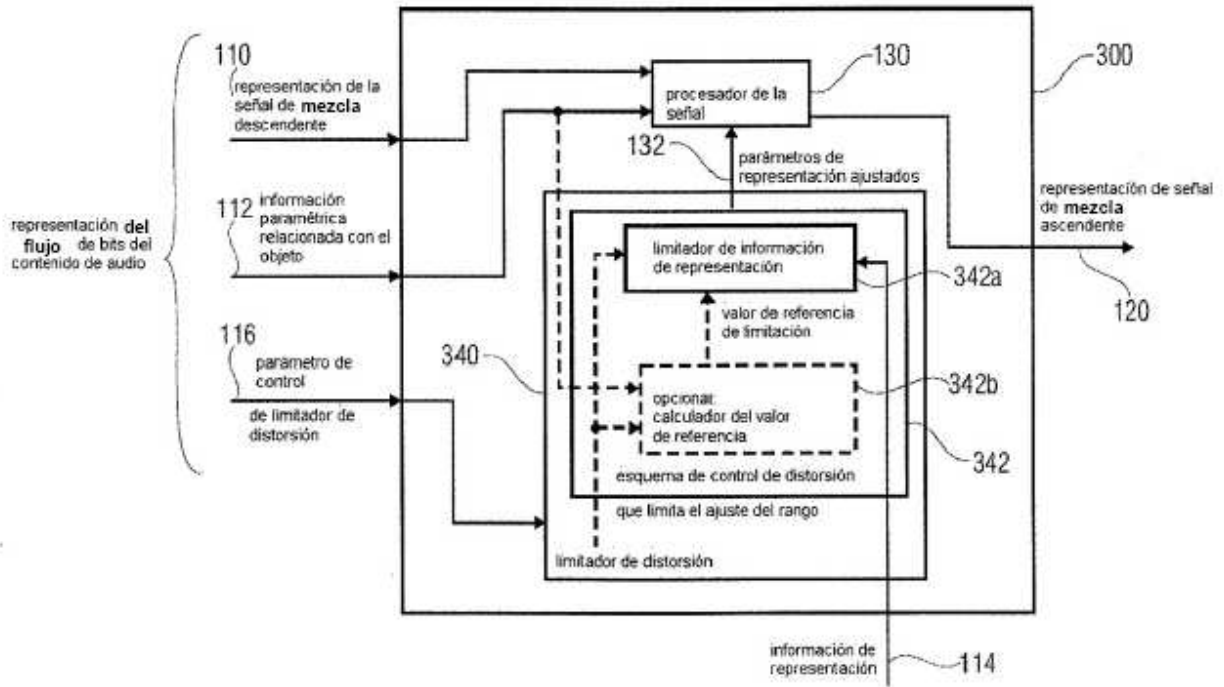 110
representación de la
señal de mezcla
descendente
130
procesador de la
señal
300
132
parámetros de
representación ajustados
112
información
paramétrica
relacionada con el
objeto
representación del
flujo de bits del
contenido de audio
representación de señal
de mezcla
ascendente
120
limitador de información
de representación
342a
valor de referencia
de limitación
116
parámetro de
control
de limitador de
distorsión
340
342b
opcionar:
calculador del valor
de referencia
342
esquema de control de distorsión
que limita el ajuste del rango
limitador de distorsión
información de
representación
114